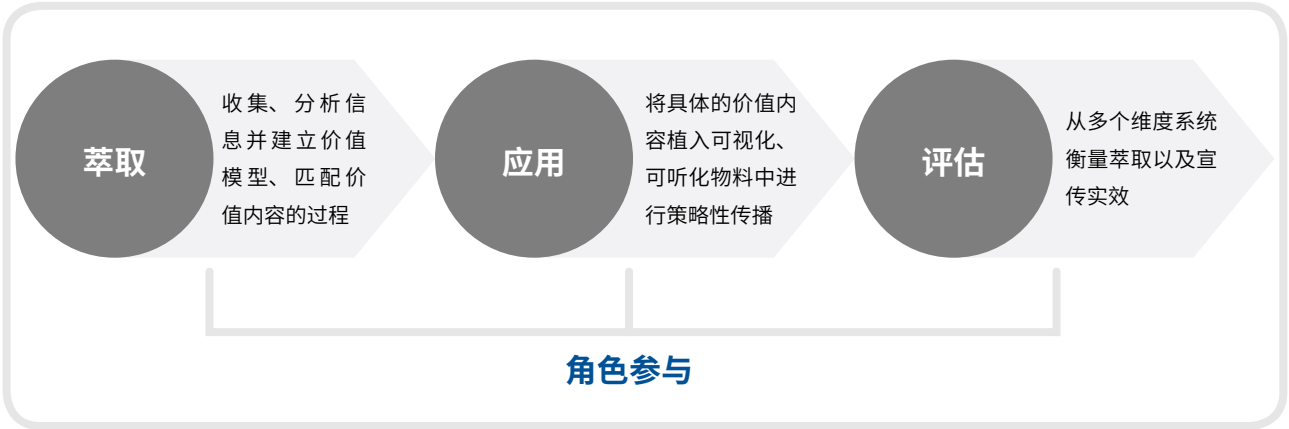 萃取
收集、分析信
息并建立价值
模型、匹配价
值内容的过程
应用
将具体的价值内
容植入可视化、
可听化物料中进
行策略性传播
评估
从多个维度系统
衡量萃取以及宣
传实效
角色参与